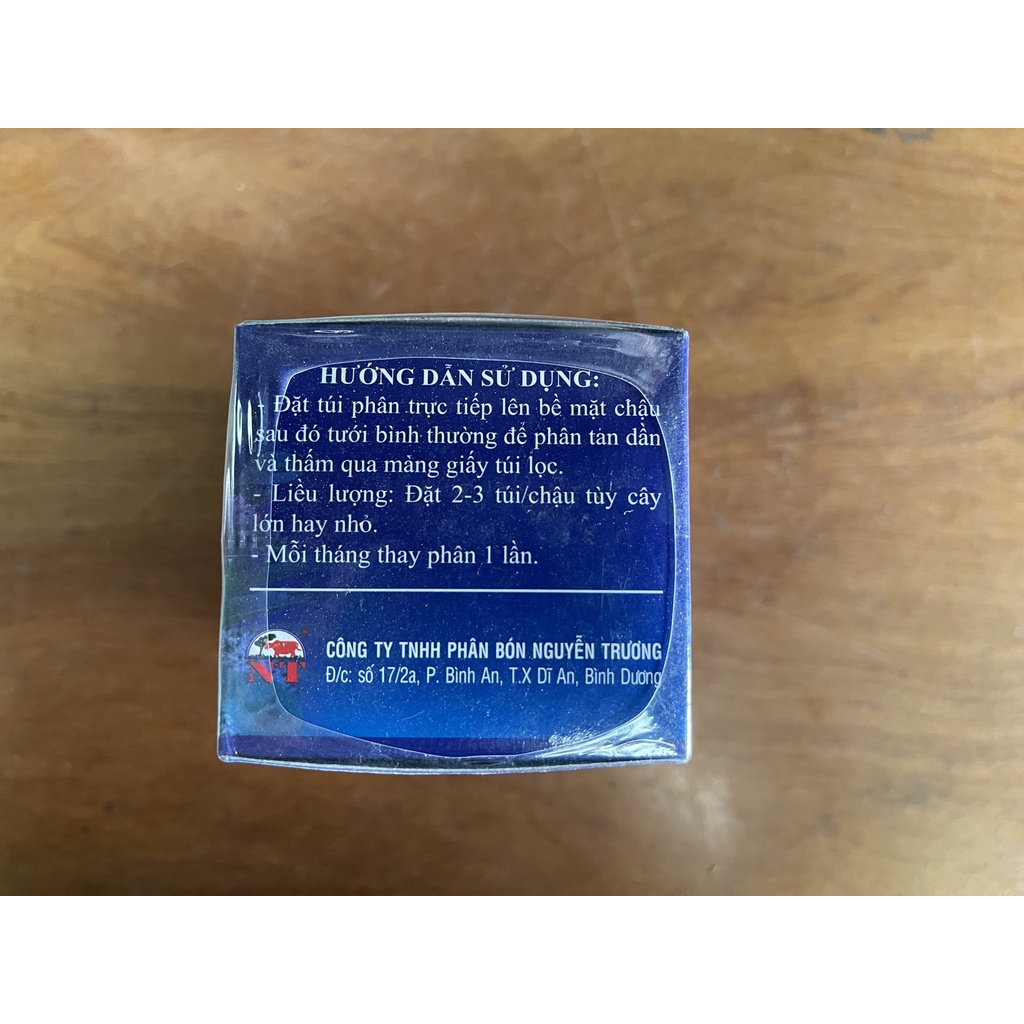 HƯỚNG DẪN SỬ DỤNG:
- Đặt túi phân trực tiếp lên bề mặt chậu
sau đó tưới bình thường để phân tan dần
và thấm qua màng giấy túi lọc.
- Liều lượng: Đặt 2-3 túi/chậu tùy cây
lớn hay nhỏ.
- Mỗi tháng thay phân 1 lần.
NT
CÔNG TY TNHH PHÂN BÓN NGUYỄN TRƯƠNG
Đ/c: số 17/2a, P. Bình An, T.X Dĩ An, Bình Dương